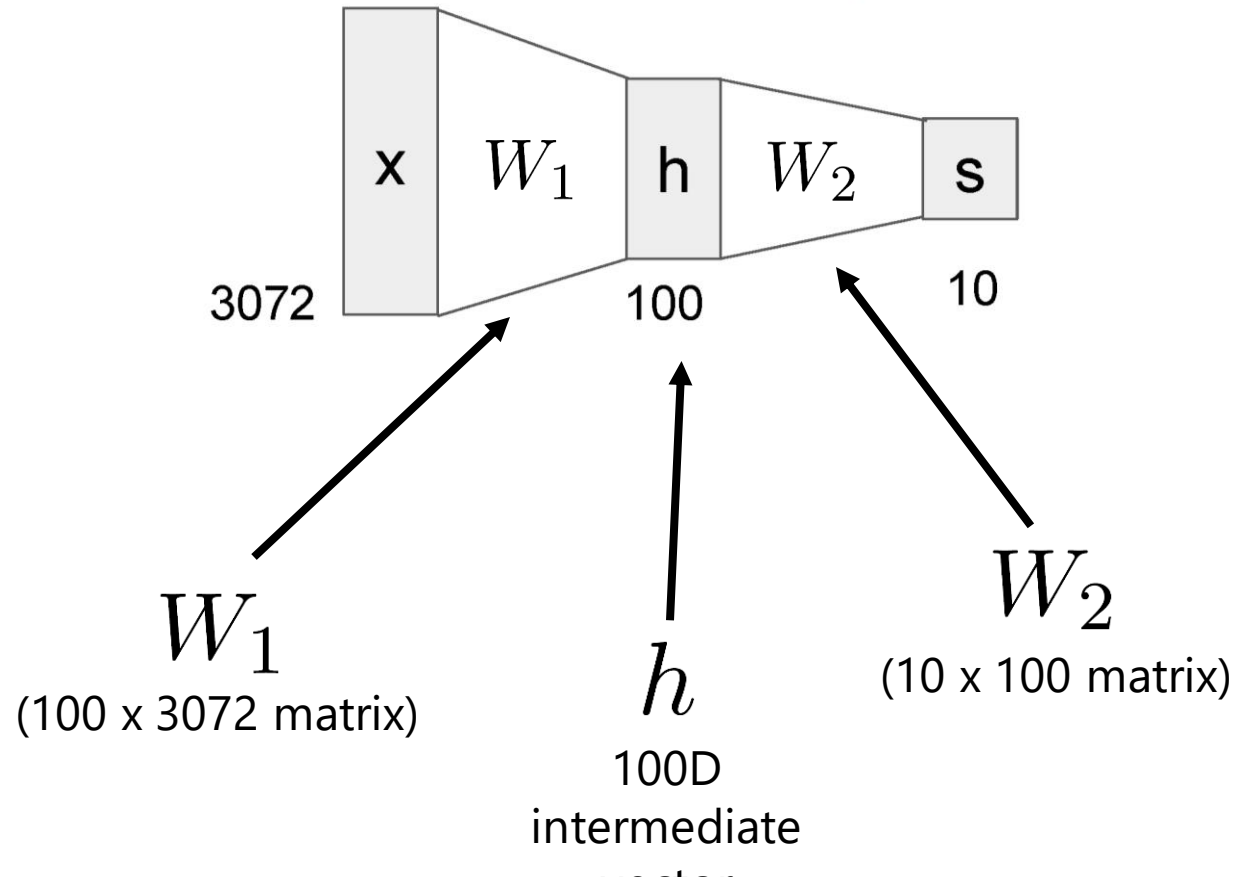 x W₁ h W₂ s
3072 100 10
W₁
(100 x 3072 matrix)
h
100D
intermediate
W₂
(10 x 100 matrix)